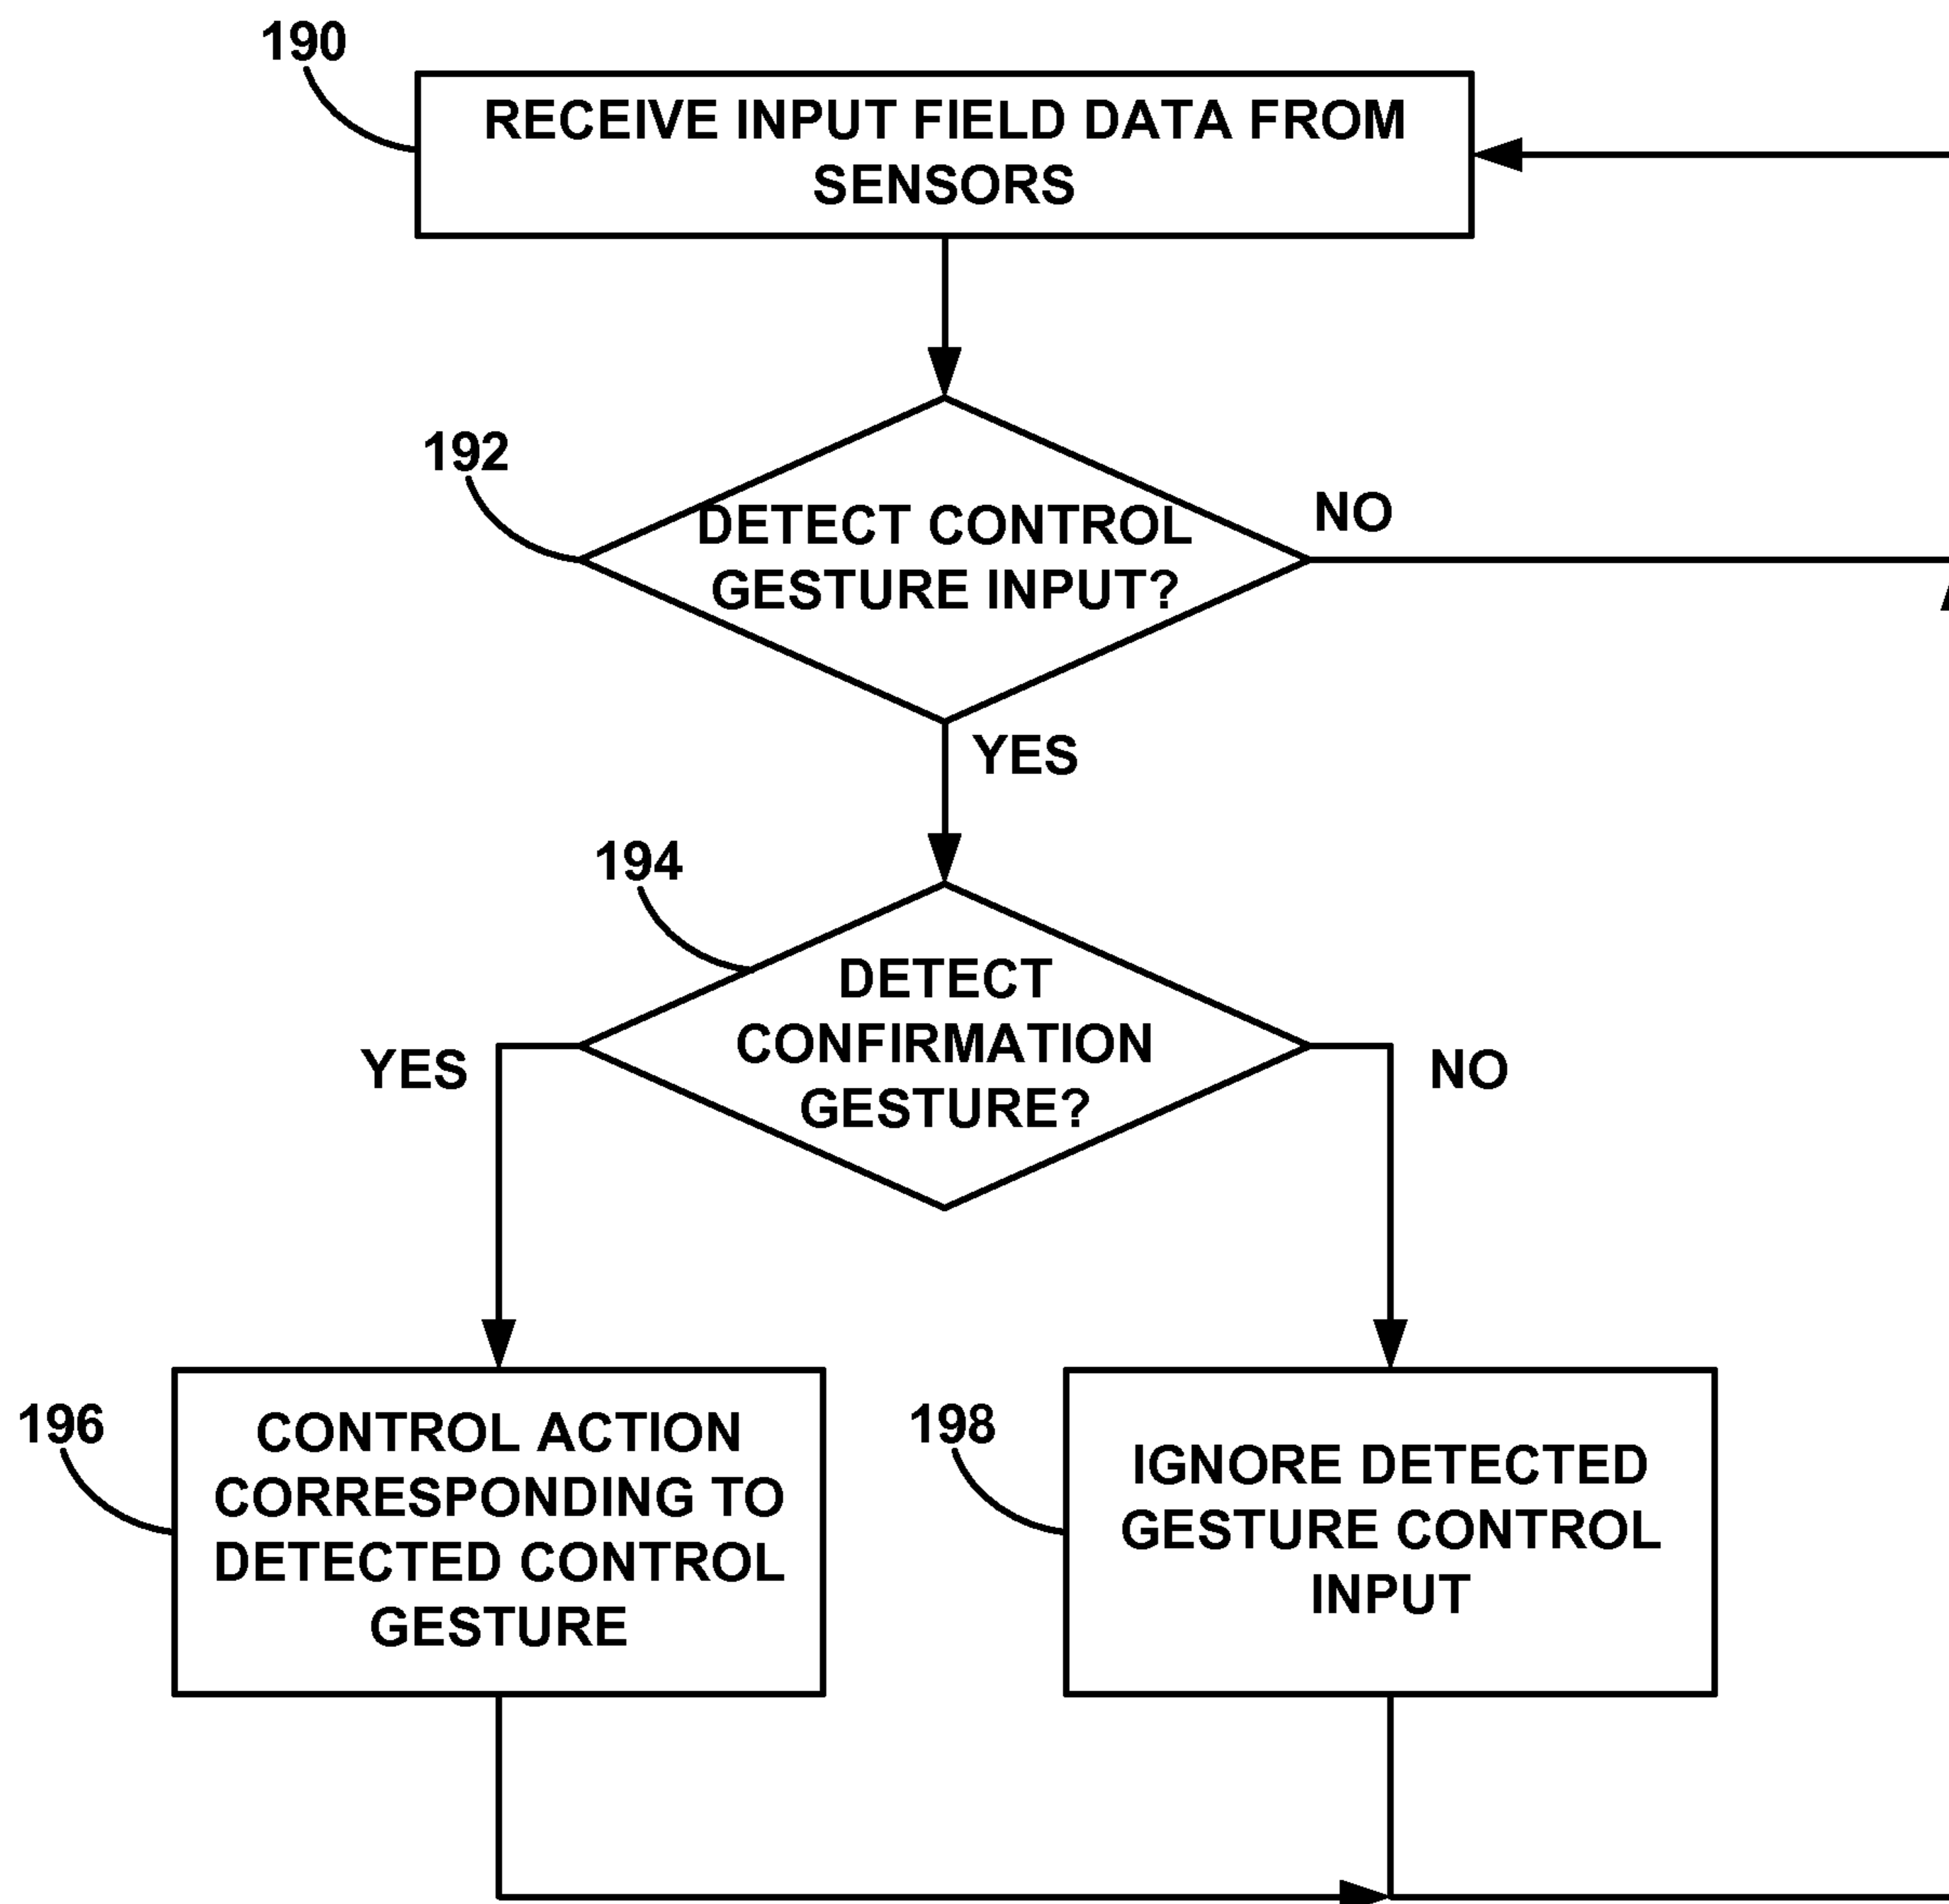 190
RECEIVE INPUT FIELD DATA FROM
SENSORS
192
DETECT CONTROL
GESTURE INPUT?
NO
YES
194
DETECT
CONFIRMATION
GESTURE?
YES
NO
196
CONTROL ACTION
CORRESPONDING TO
DETECTED CONTROL
GESTURE
198
IGNORE DETECTED
GESTURE CONTROL
INPUT